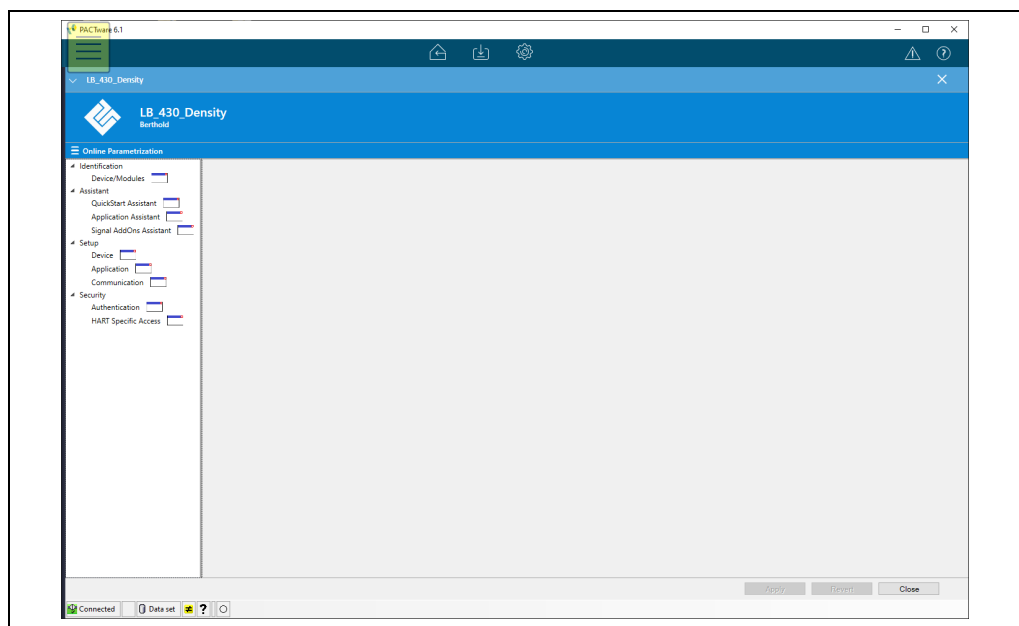 PACTware 6.1
LB_430_Density
LB_430_Density
Berthold
Online Parametrization
Identification
Device/Modules
Assistant
QuickStart Assistant
Application Assistant
Signal AddOns Assistant
Setup
Device
Application
Communication
Security
Authentication
HART Specific Access
Apply Revert Close
Connected Data set ≠ ?